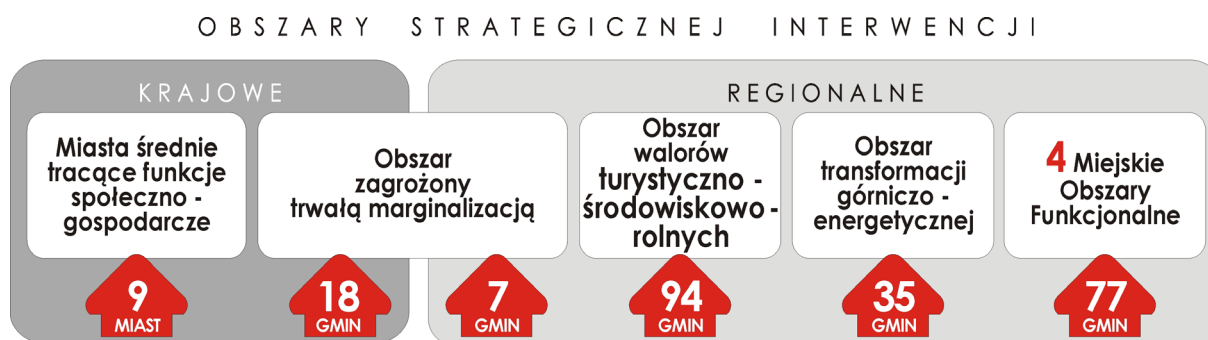 OBSZARY STRATEGICZNEJ INTERWENCJI
KRAJOWE
Miasta średnie
tracące funkcje
społeczno -
gospodarcze
9
MIAST
Obszar
zagrożony
trwałą marginalizacją
18
GMIN
REGIONALNE
7
GMIN
Obszar
walorów
turystyczno -
środowiskowo -
rolnych
94
GMIN
Obszar
transformacji
górniczo -
energetycznej
35
GMIN
4 Miejskie
Obszary
Funkcjonalne
77
GMIN